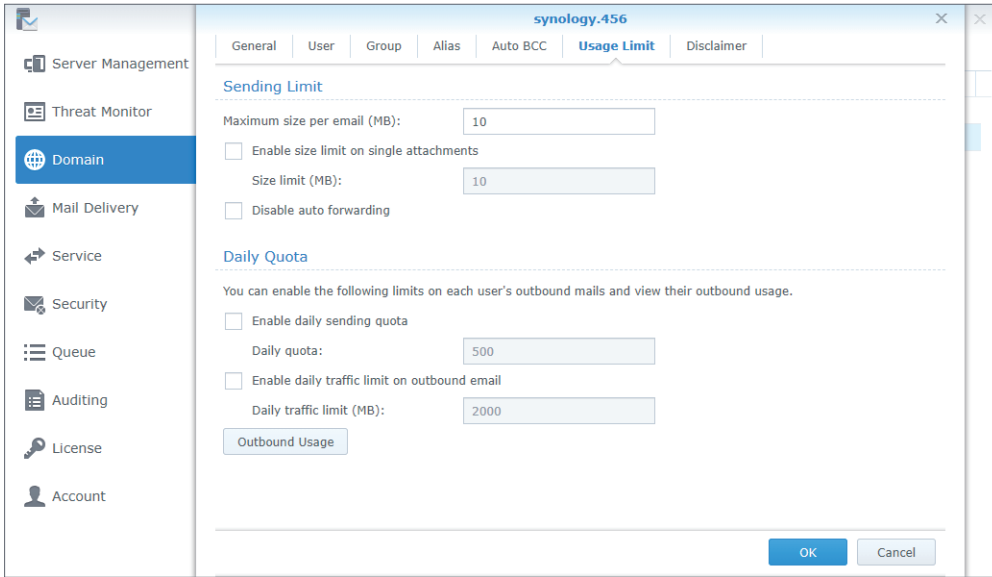 synology.456
General User Group Alias Auto BCC Usage Limit Disclaimer
Server Management
Threat Monitor
Domain
Mail Delivery
Service
Security
Queue
Auditing
License
Account
Sending Limit
Maximum size per email (MB): 10
Enable size limit on single attachments
Size limit (MB): 10
Disable auto forwarding
Daily Quota
You can enable the following limits on each user's outbound mails and view their outbound usage.
Enable daily sending quota
Daily quota: 500
Enable daily traffic limit on outbound email
Daily traffic limit (MB): 2000
Outbound Usage
OK Cancel